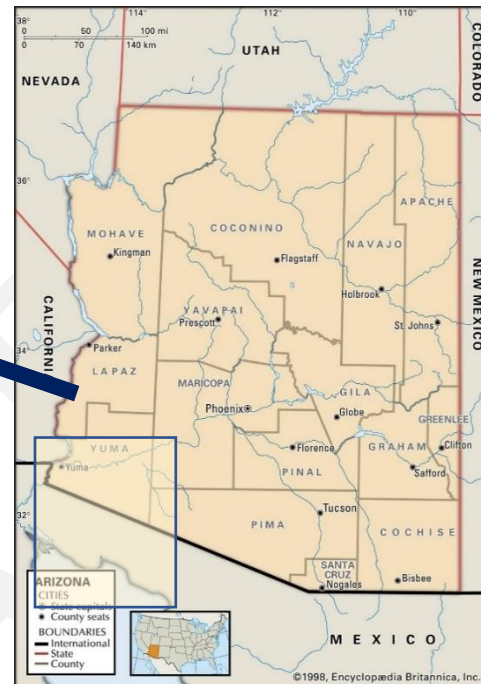 114° 112° 110°
38°
0 50 100 mi
0 70 140 km
UTAH
COLORADO
NEVADA
36°
APACHE
MOHAVE
COCONINO
NAVAJO
Kingman
Flagstaff
Holbrook
NEW MEXICO
CALIFORNI
YAVAPAI
Prescott
St Johns
34°
Parker
LA PAZ
MARICOPA
GILA
Phoenix
Globe
GREENLEE
YUMA
Florence
GRAHAM
Clifton
Yuma
PINAL
Safford
32°
Tucson
PIMA
COCHISE
SANTA
CRUZ
Nogales
Bisbee
ARIZONA
CITIES
State capitals
County seats
BOUNDARIES
International
State
County
MEXICO
©1998, Encyclopædia Britannica, Inc.